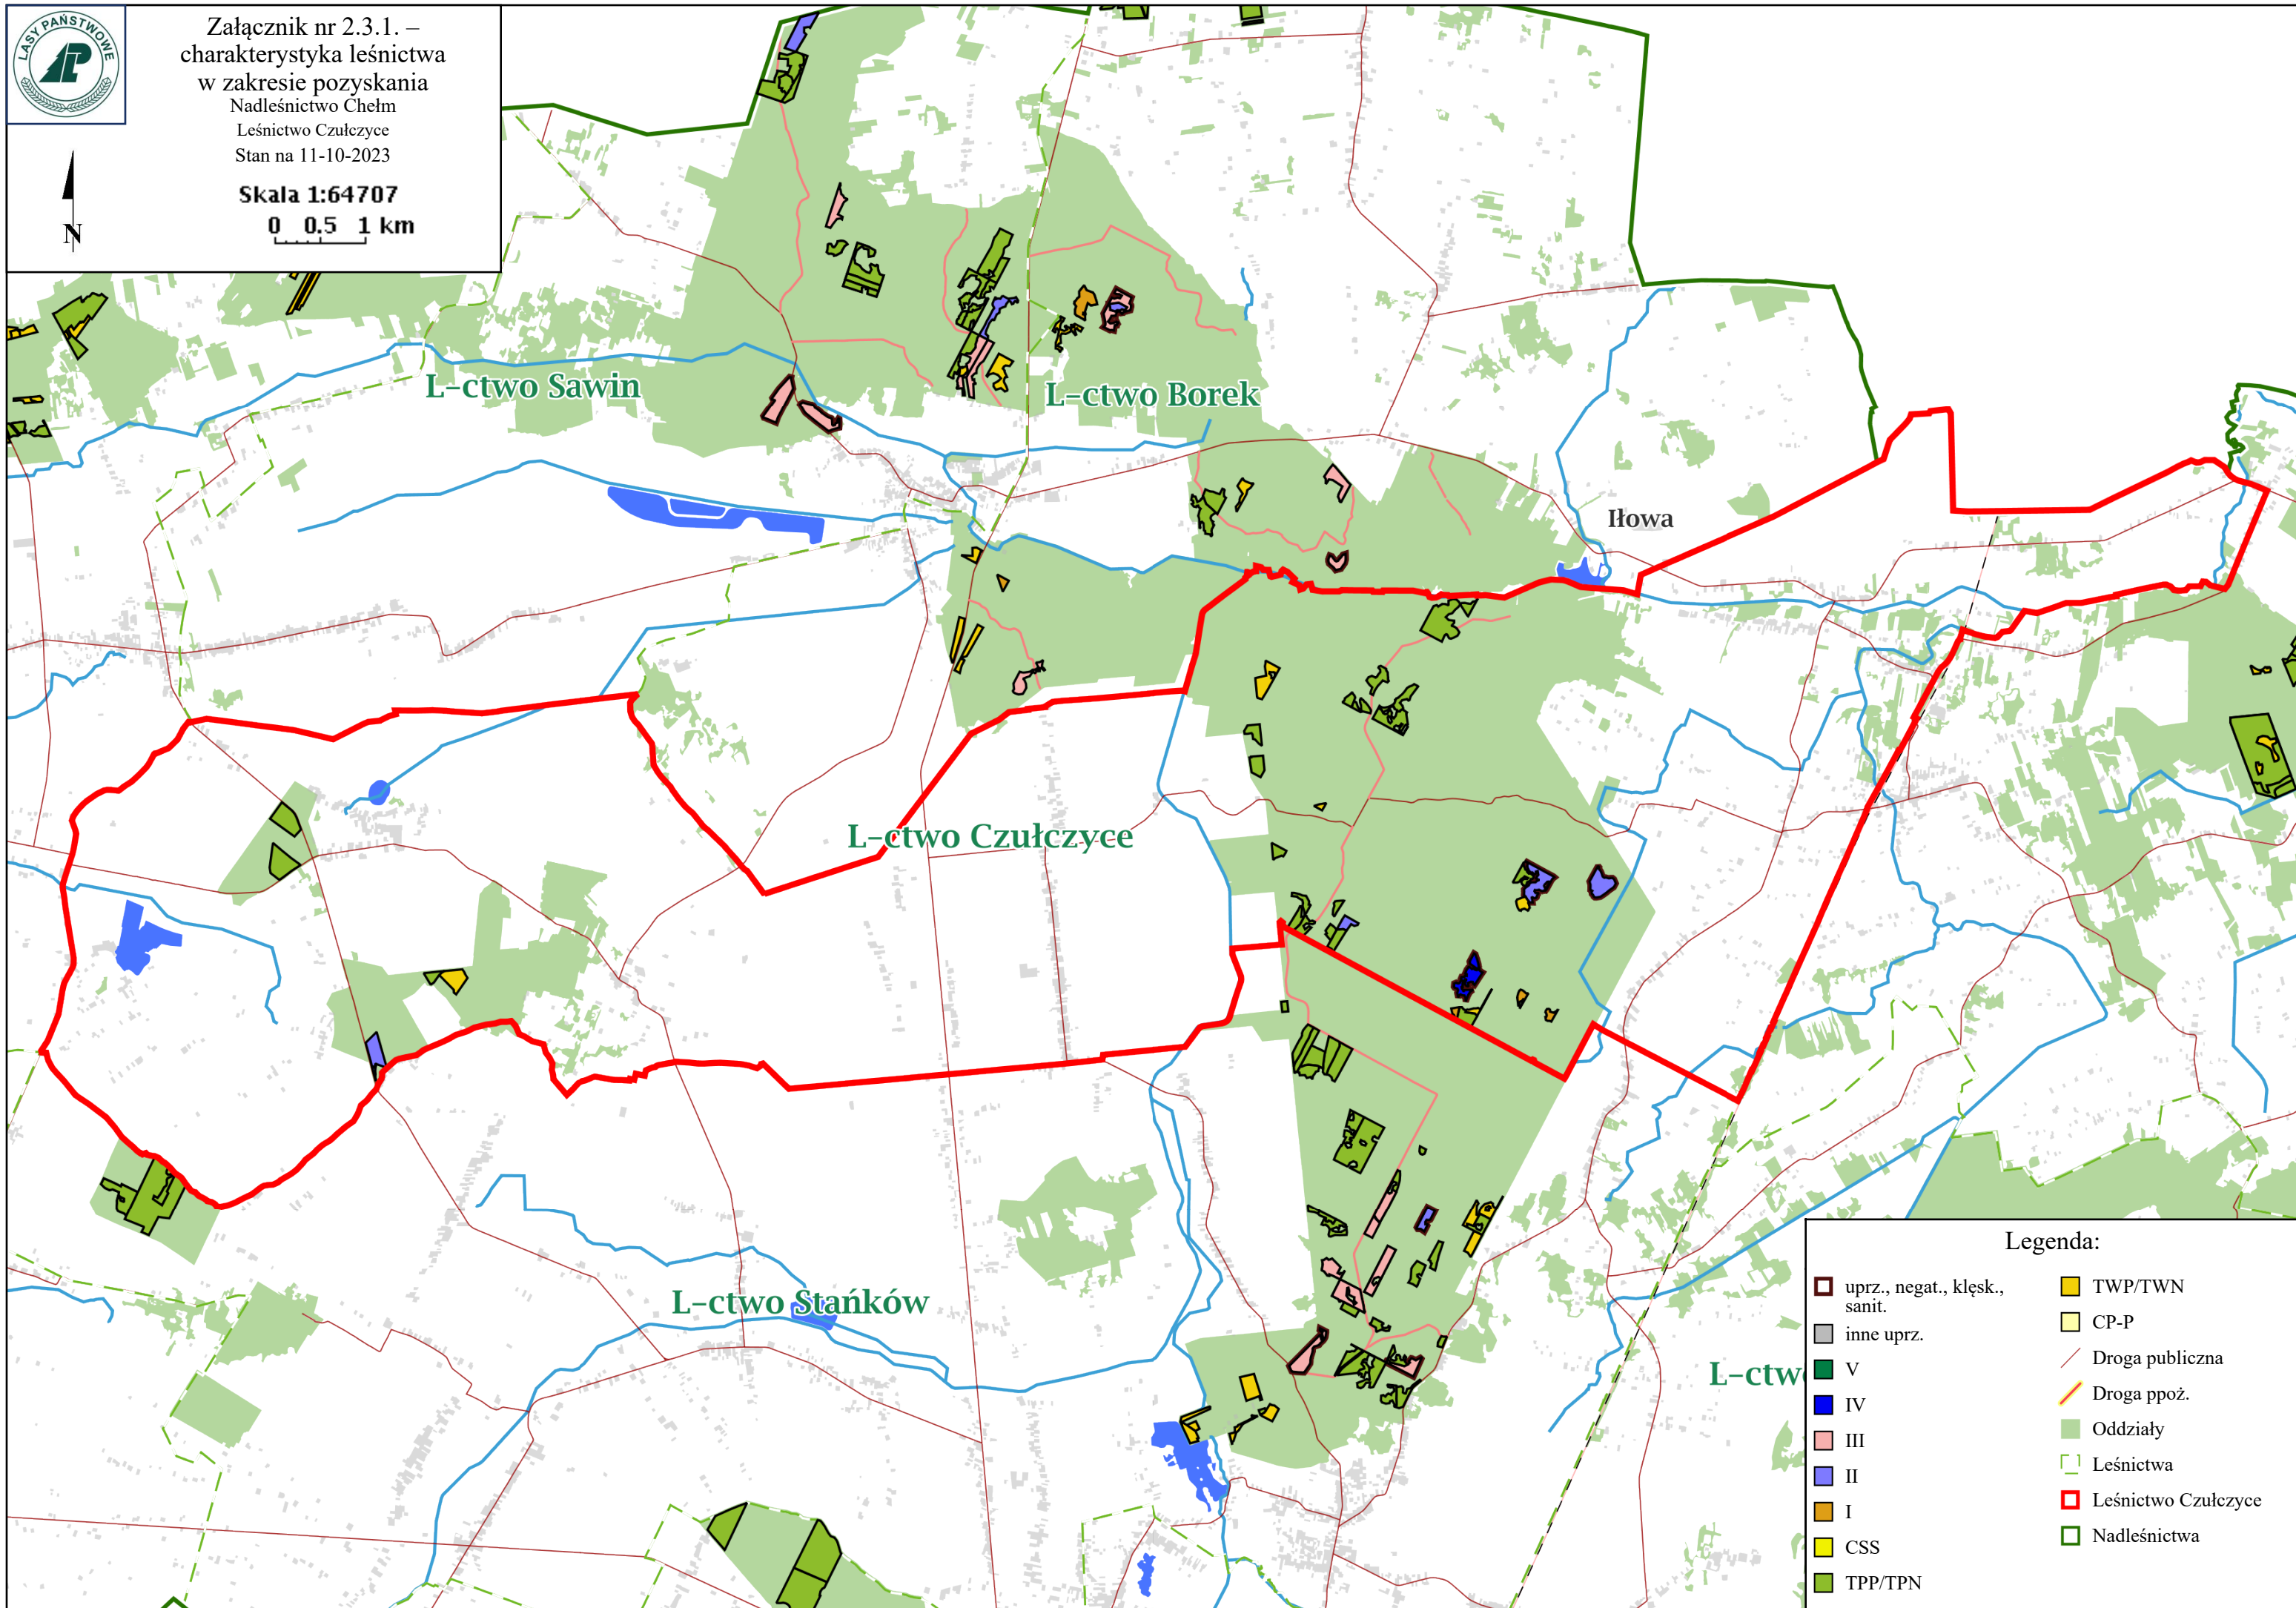 LASY PAŃSTWOWE
Załącznik nr 2.3.1. –
charakterystyka leśnictwa
w zakresie pozyskania
Nadleśnictwo Chełm
Leśnictwo Czułczyce
Stan na 11-10-2023
Skala 1:64707
0 0.5 1 km
N
L–ctwo Sawin
L–ctwo Borek
Iłowa
L–ctwo Czułczyce
L–ctwo Stańków
L–ctwo
Legenda:
uprz., negat., klęsk.,
sanit.
inne uprz.
V
IV
III
II
I
CSS
TPP/TPN
TWP/TWN
CP-P
Droga publiczna
Droga ppoż.
Oddziały
Leśnictwa
Leśnictwo Czułczyce
Nadleśnictwa